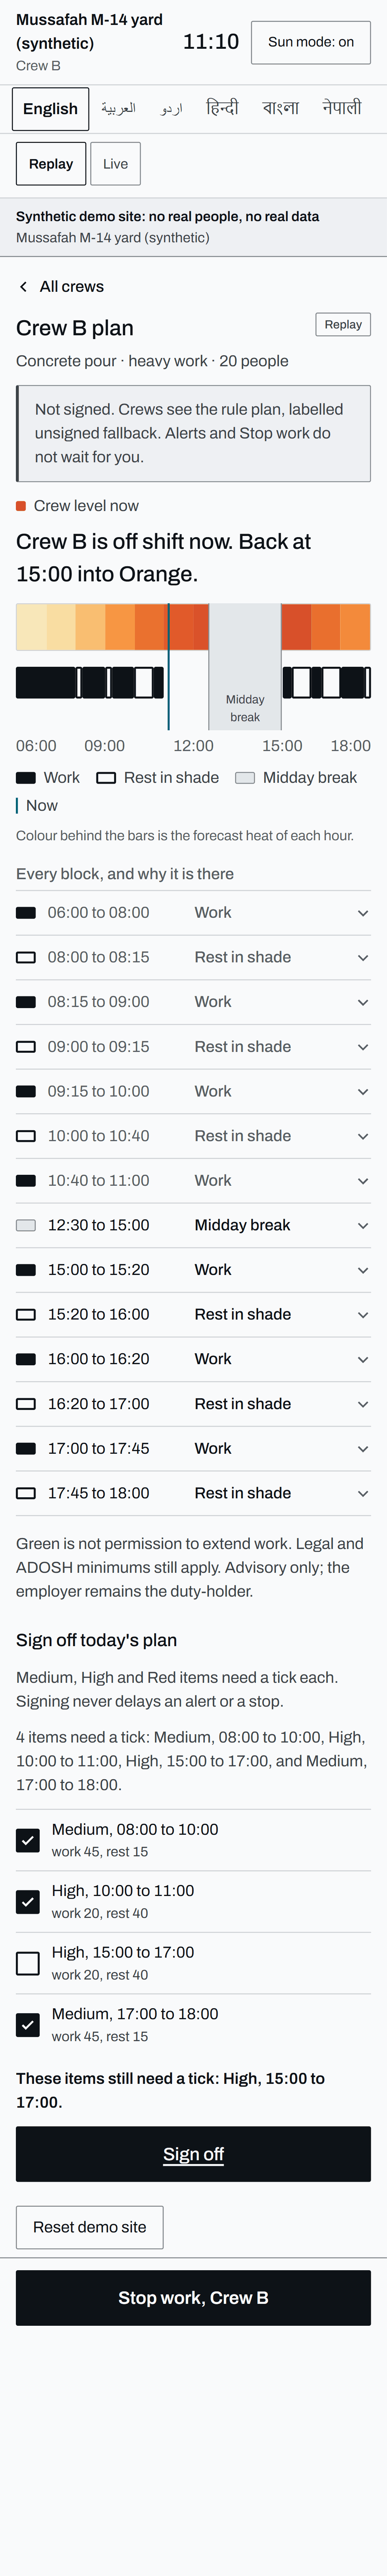 Mussafah M-14 yard
(synthetic)
Crew B
11:10
Sun mode: on
English
العربية
اردو
हिन्दी
বাংলা
नेपाली
Replay
Live
Synthetic demo site: no real people, no real data
Mussafah M-14 yard (synthetic)
All crews
Crew B plan
Replay
Concrete pour · heavy work · 20 people
Not signed. Crews see the rule plan, labelled
unsigned fallback. Alerts and Stop work do
not wait for you.
Crew level now
Crew B is off shift now. Back at
15:00 into Orange.
Midday
break
06:00 09:00 12:00 15:00 18:00
Work Rest in shade Midday break
Now
Colour behind the bars is the forecast heat of each hour.
Every block, and why it is there
06:00 to 08:00 Work
08:00 to 08:15 Rest in shade
08:15 to 09:00 Work
09:00 to 09:15 Rest in shade
09:15 to 10:00 Work
10:00 to 10:40 Rest in shade
10:40 to 11:00 Work
12:30 to 15:00 Midday break
15:00 to 15:20 Work
15:20 to 16:00 Rest in shade
16:00 to 16:20 Work
16:20 to 17:00 Rest in shade
17:00 to 17:45 Work
17:45 to 18:00 Rest in shade
Green is not permission to extend work. Legal and
ADOSH minimums still apply. Advisory only; the
employer remains the duty-holder.
Sign off today's plan
Medium, High and Red items need a tick each.
Signing never delays an alert or a stop.
4 items need a tick: Medium, 08:00 to 10:00, High,
10:00 to 11:00, High, 15:00 to 17:00, and Medium,
17:00 to 18:00.
Medium, 08:00 to 10:00
work 45, rest 15
High, 10:00 to 11:00
work 20, rest 40
High, 15:00 to 17:00
work 20, rest 40
Medium, 17:00 to 18:00
work 45, rest 15
These items still need a tick: High, 15:00 to
17:00.
Sign off
Reset demo site
Stop work, Crew B